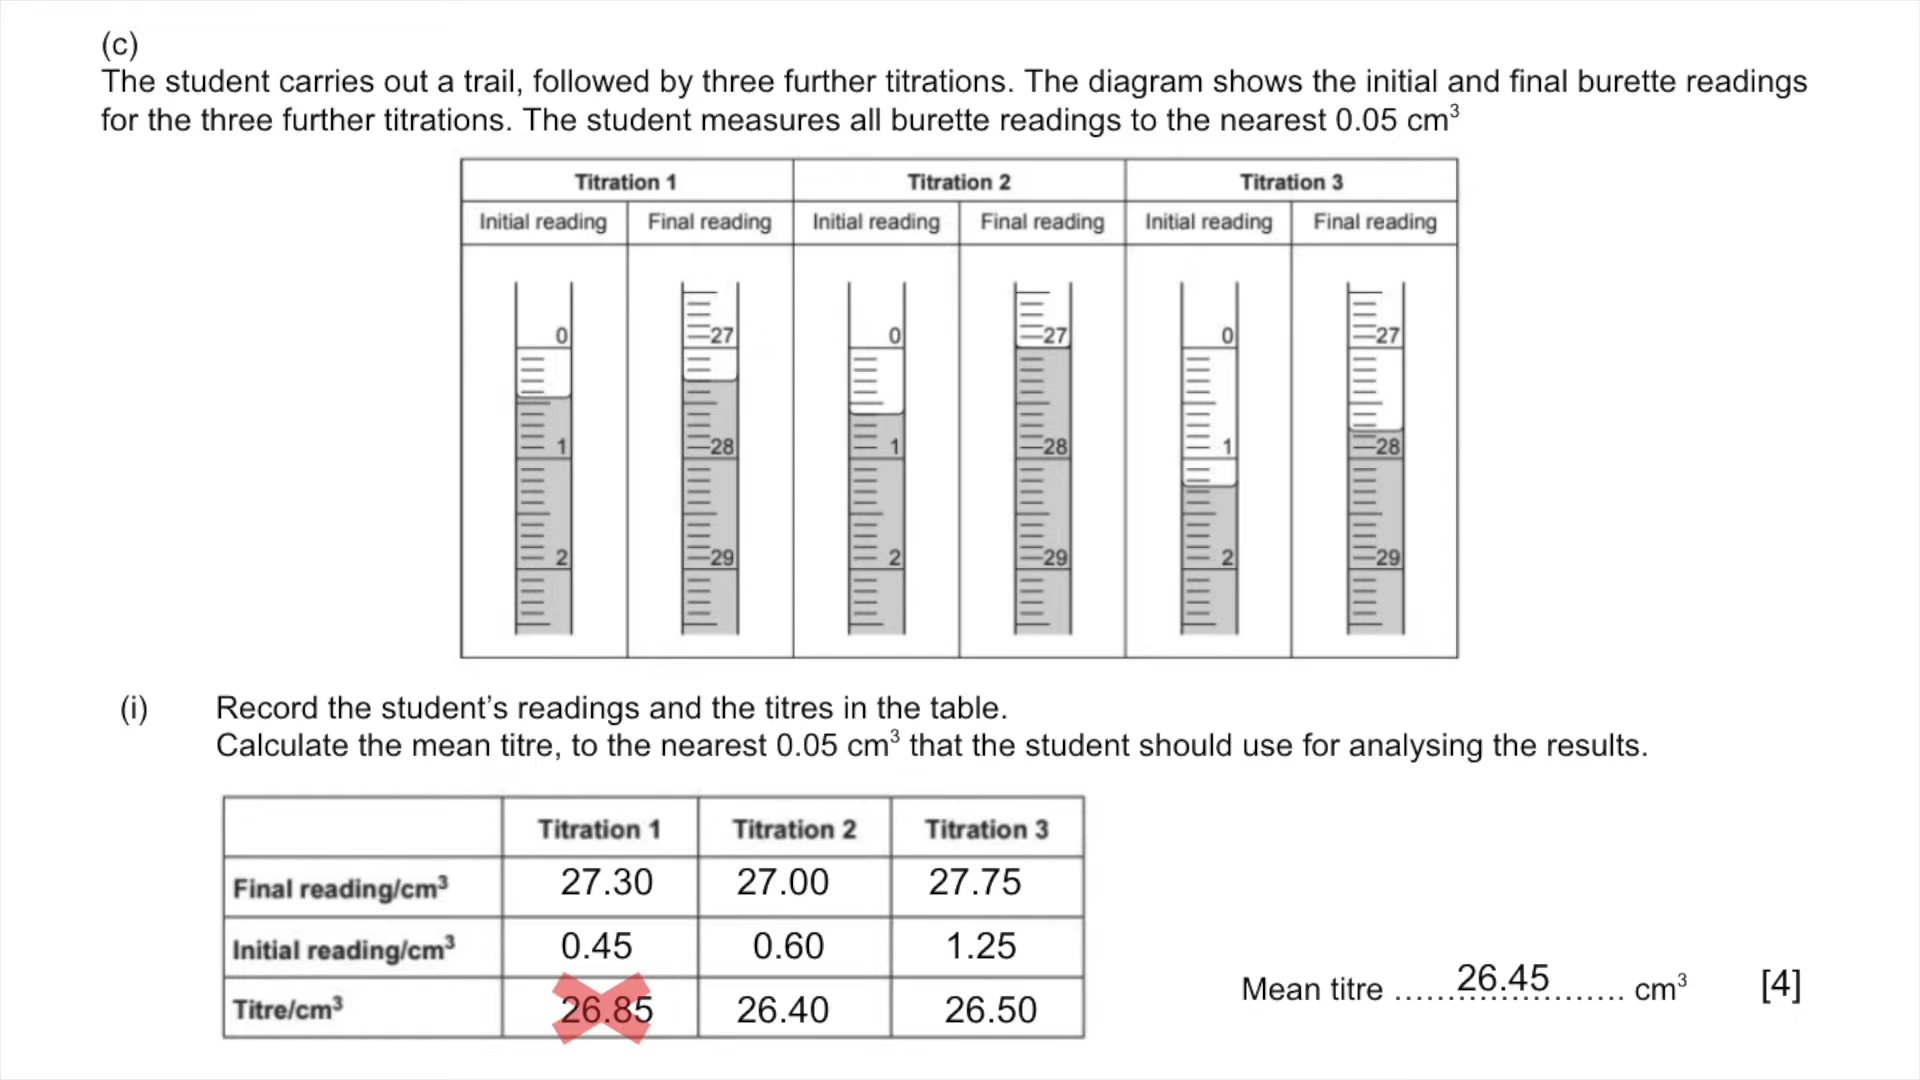 (c)
The student carries out a trail, followed by three further titrations. The diagram shows the initial and final burette readings
for the three further titrations. The student measures all burette readings to the nearest 0.05 cm³
Titration 1 Titration 2 Titration 3
Initial reading Final reading Initial reading Final reading Initial reading Final reading
0 27 0 27 0 27
1 28 1 28 1 28
2 29 2 29 2 29
(i) Record the student's readings and the titres in the table.
Calculate the mean titre, to the nearest 0.05 cm³ that the student should use for analysing the results.
Titration 1 Titration 2 Titration 3
Final reading/cm³ 27.30 27.00 27.75
Initial reading/cm³ 0.45 0.60 1.25
Titre/cm³ 26.85 26.40 26.50
Mean titre ...... 26.45 ...... cm³ [4]